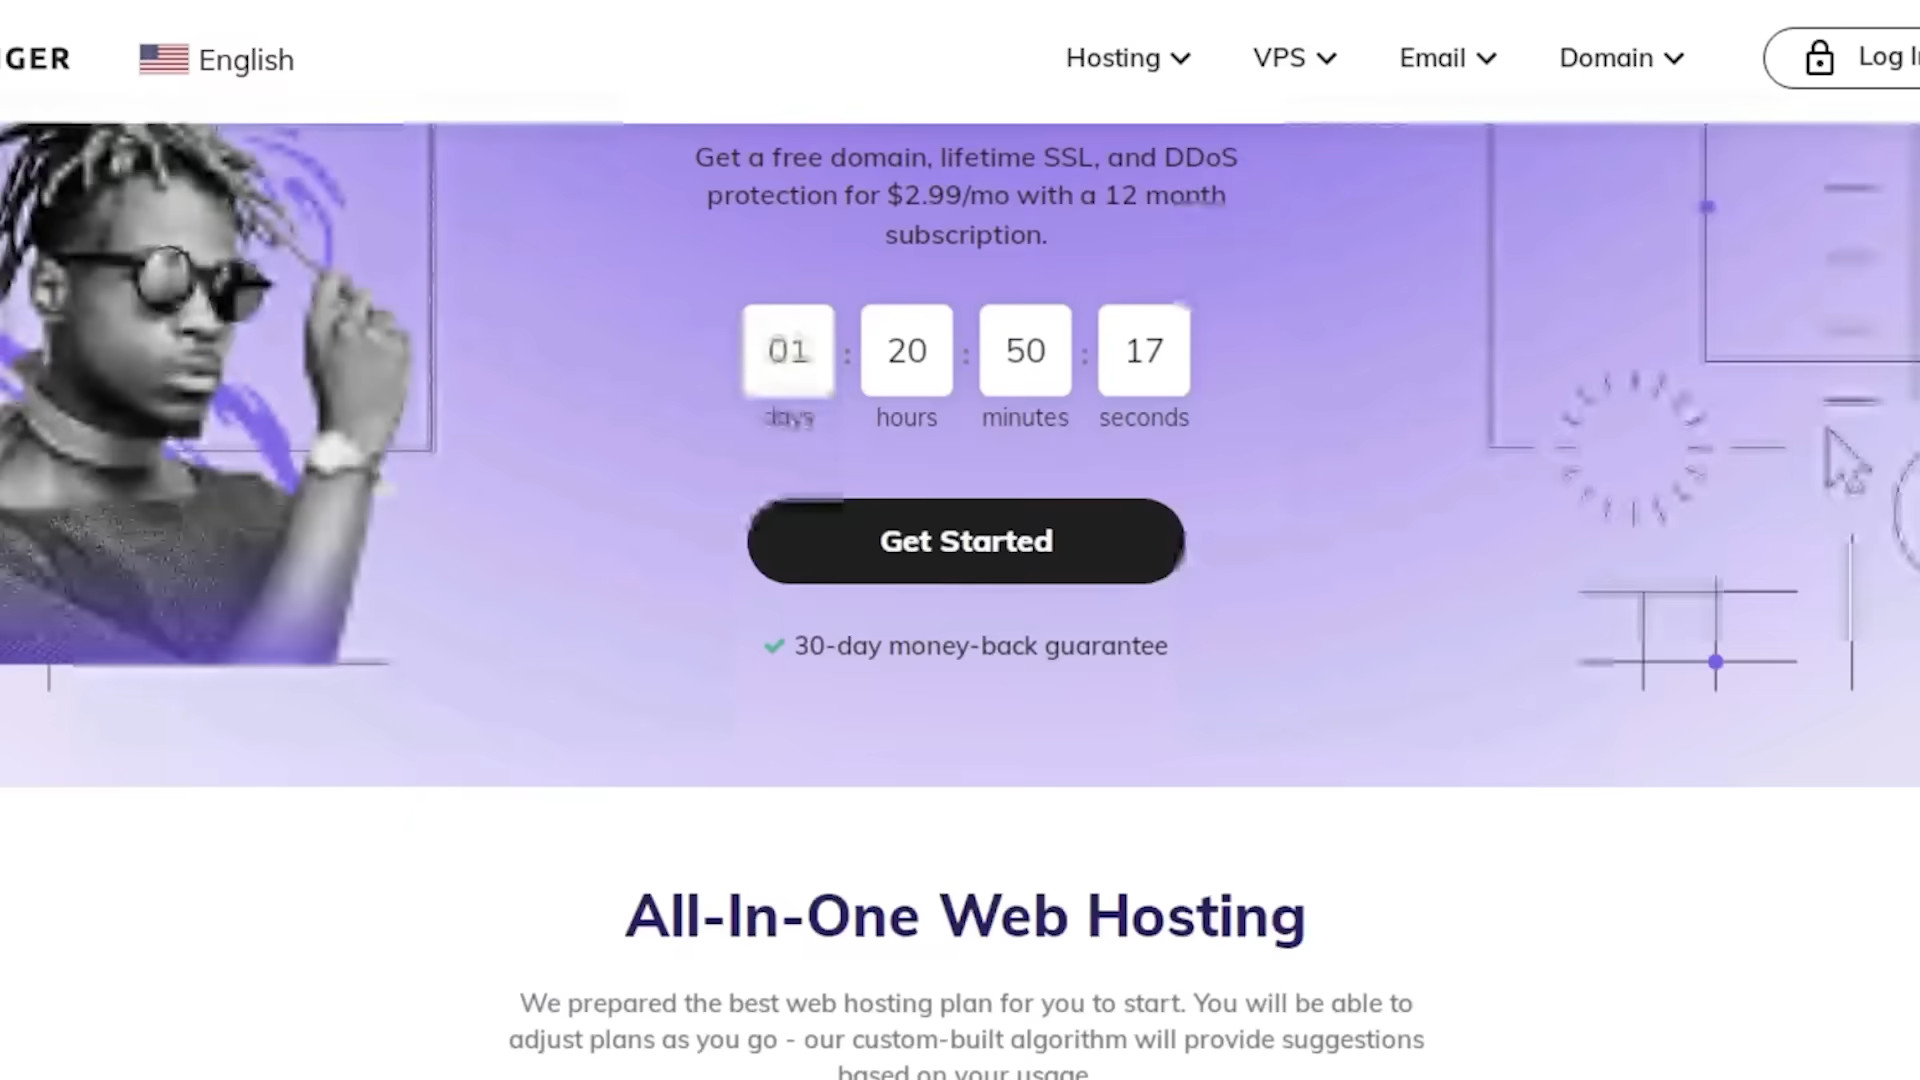 English
Hosting
VPS
Email
Domain
Log
Get a free domain, lifetime SSL, and DDoS
protection for $2.99/mo with a 12 month
subscription.
01 : 20 : 50 : 17
days hours minutes seconds
Get Started
30-day money-back guarantee
All-In-One Web Hosting
We prepared the best web hosting plan for you to start. You will be able to
adjust plans as you go - our custom-built algorithm will provide suggestions
based on your usage.